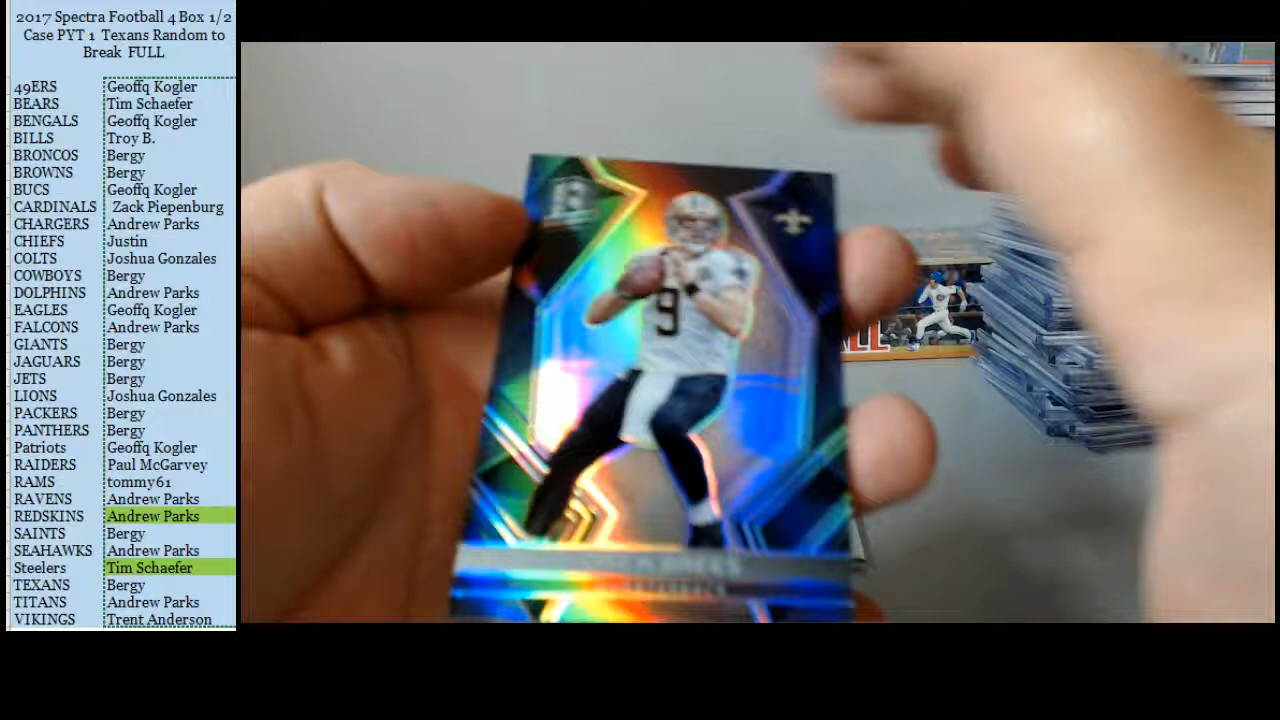 2017 Spectra Football 4 Box 1/2
Case PYT 1 Texans Random to
Break FULL
49ERS Geoffq Kogler
BEARS Tim Schaefer
BENGALS Geoffq Kogler
BILLS Troy B.
BRONCOS Bergy
BROWNS Bergy
BUCS Geoffq Kogler
CARDINALS Zack Piepenburg
CHARGERS Andrew Parks
CHIEFS Justin
COLTS Joshua Gonzales
COWBOYS Bergy
DOLPHINS Andrew Parks
EAGLES Geoffq Kogler
FALCONS Andrew Parks
GIANTS Bergy
JAGUARS Bergy
JETS Bergy
LIONS Joshua Gonzales
PACKERS Bergy
PANTHERS Bergy
Patriots Geoffq Kogler
RAIDERS Paul McGarvey
RAMS tommy61
RAVENS Andrew Parks
REDSKINS Andrew Parks
SAINTS Bergy
SEAHAWKS Andrew Parks
Steelers Tim Schaefer
TEXANS Bergy
TITANS Andrew Parks
VIKINGS Trent Anderson
9